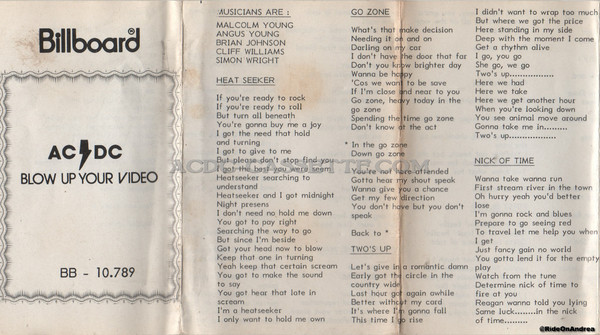 Billboard
AC DC
BLOW UP YOUR VIDEO
BB - 10.789
MUSICIANS ARE :
MALCOLM YOUNG
ANGUS YOUNG
BRIAN JOHNSON
CLIFF WILLIAMS
SIMON WRIGHT
HEAT SEEKER
If you're ready to rock
If you're ready to roll
But turn all beneath
You're gonna buy me a joy
I got the need that hold
and turning
I got to give to me
But please don't stop find you
I got the boy you were sent
Heatseeker searching to
understand
Heatseeker and I got midnight
Night presens
I don't need no hold me down
You got to pay right
Searching the way to go
But since I'm beside
Got your head now to blow
Keep that one in turning
Yeah keep that certain scream
You got to make the sound
to say
You got hear that late in
scream
I'm a heatseeker
I only want to hold me own
GO ZONE
What's that make decision
Needing it on and on
Darling on my car
I don't have the door that far
Don't you know brighter day
Wanna be happy
'Cos we want to be save
If I'm close and near to you
Go zone, heavy today in the
go zone
Spending the time go zone
Don't know at the act
* In the go zone
Down go zone
You're not are offended
Gotta hear my shout speak
Wanna give you a chance
Get my few direction
You don't have but you don't
speak
Back to *
TWO'S UP
Let's give in a romantic damn
Early got the circle in the
country wide
Last hour got again awhile
Better without my card
It's where I'm gonna fall
This time I go rise
I didn't want to wrap too much
But where we got the price
Here standing in my side
Deep with the moment I come
Get a rhythm alive
I go, you go
She go, we go
Two's up.................
Here we had
Here we take
Here we get another hour
When you're looking down
You see animal move around
Gonna take me in.........
Two's up.................
NICK OF TIME
Wanna take wanna run
First stream river in the town
Oh hurry yeah you'd better
lose
I'm gonna rock and blues
Prepare to go seeing red
To travel let me help you when
I get
Just fancy gain no world
You gotta lend it for the empty
play
Watch from the tune
Determine nick of time to
fire at you
Reagan wanna told you lying
Same luck........in the nick
of time.........
©RideOnAndrea